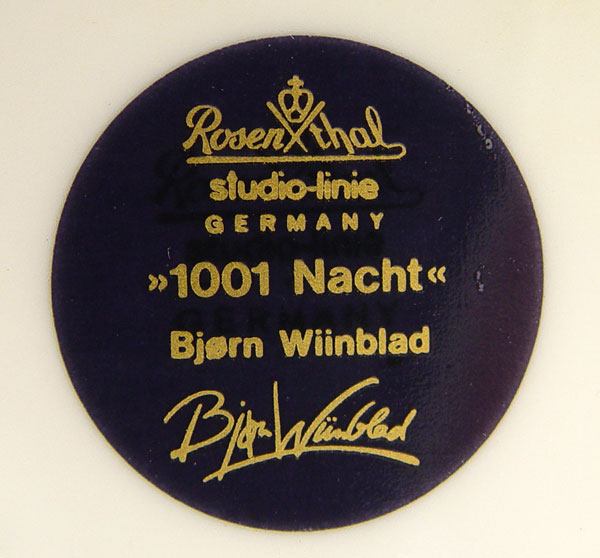 Rosenthal
studio-linie
GERMANY
»1001 Nacht«
Bjørn Wiinblad
Bjørn Wiinblad